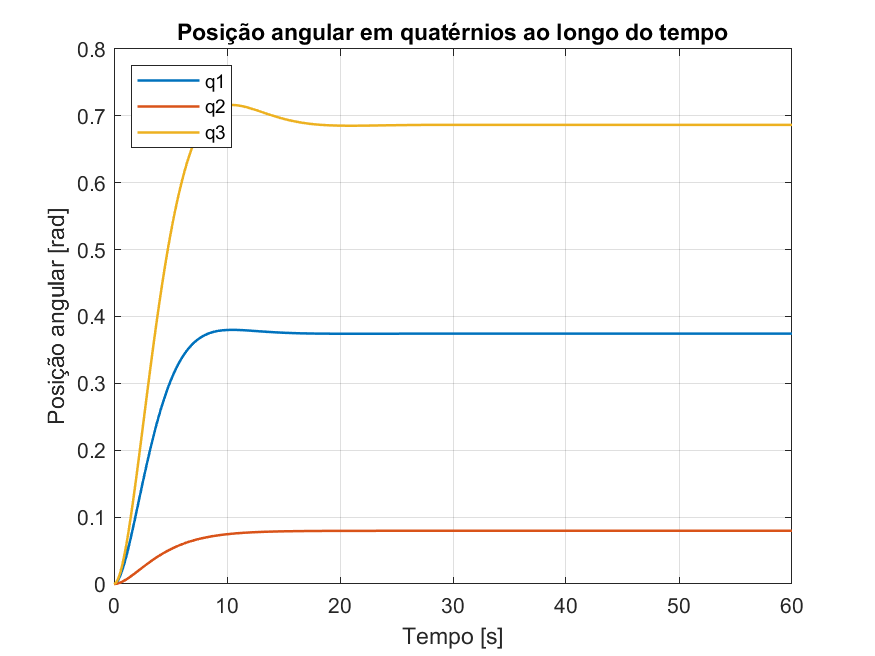 Posição angular em quatérnios ao longo do tempo
0.8
0.7
0.6
0.5
0.4
0.3
0.2
0.1
0
q1
q2
q3
Posição angular [rad]
0 10 20 30 40 50 60
Tempo [s]